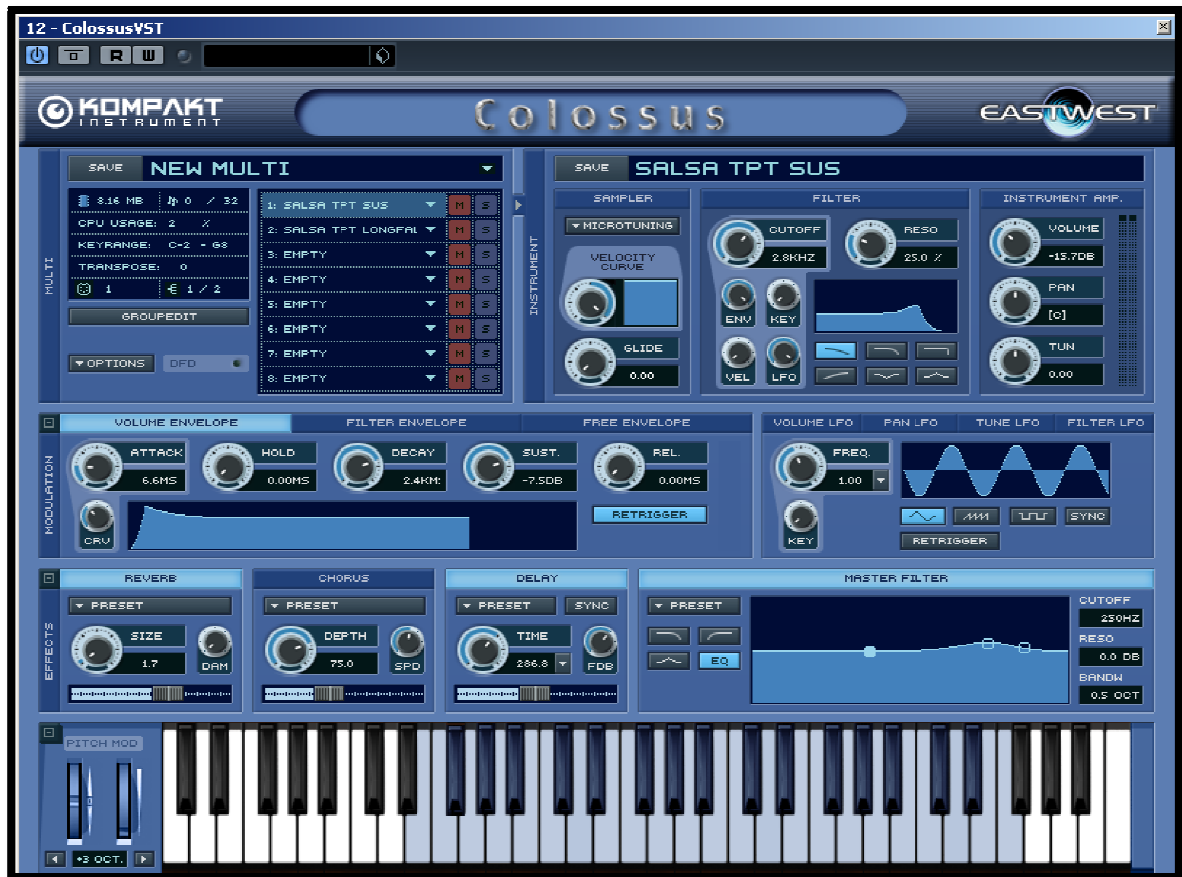 12 - ColossusVST
R W
KOMPAKT
INSTRUMENT
Colossus
EASTWEST
SAVE NEW MULTI
8.16 MB 0 / 32
CPU USAGE: 2 %
KEYRANGE: C-2 - G8
TRANSPOSE: 0
1 1 / 2
GROUPEDIT
OPTIONS DFD
1: SALSA TPT SUS M S
2: SALSA TPT LONGFAL M S
3: EMPTY M S
4: EMPTY M S
5: EMPTY M S
6: EMPTY M S
7: EMPTY M S
8: EMPTY M S
MULTI
INSTRUMENT
SAVE SALSA TPT SUS
SAMPLER
MICROTUNING
VELOCITY
CURVE
GLIDE
0.00
FILTER
CUTOFF
2.8KHZ
RESO
25.0 %
ENV KEY
VEL LFO
INSTRUMENT AMP.
VOLUME
-13.7DB
PAN
[C]
TUN
0.00
MODULATION
VOLUME ENVELOPE FILTER ENVELOPE FREE ENVELOPE
ATTACK HOLD DECAY SUST. REL.
6.6MS 0.00MS 2.4KM: -7.5DB 0.00MS
CRV
RETRIGGER
VOLUME LFO PAN LFO TUNE LFO FILTER LFO
FREQ.
1.00
KEY
SYNC
RETRIGGER
EFFECTS
REVERB
PRESET
SIZE
1.7
DAM
CHORUS
PRESET
DEPTH
75.0
SPD
DELAY
PRESET SYNC
TIME
286.8
FDB
MASTER FILTER
PRESET
EQ
CUTOFF
230HZ
RESO
0.0 DB
BANDW
0.5 OCT
PITCH MOD
+3 OCT.